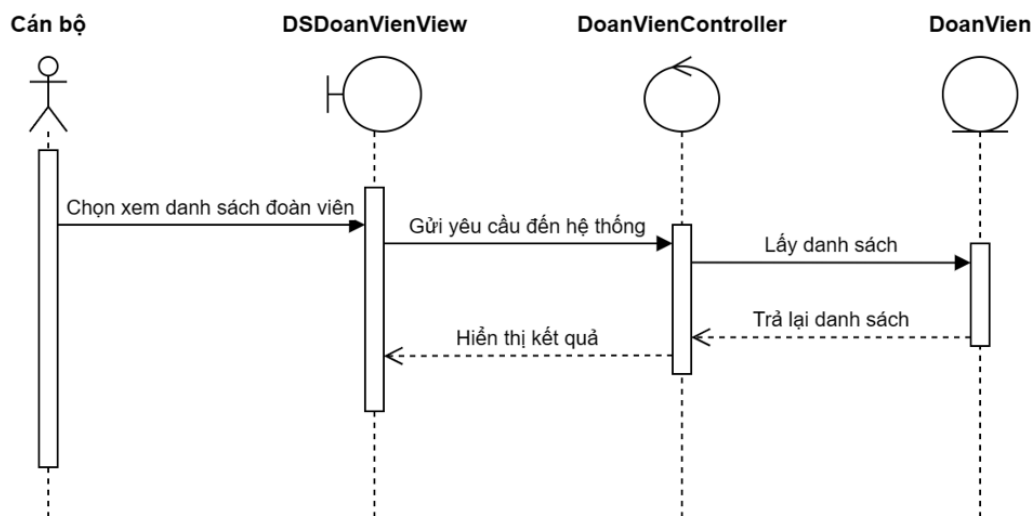 Cán bộ
DSDoanVienView
DoanVienController
DoanVien
Chọn xem danh sách đoàn viên
Gửi yêu cầu đến hệ thống
Lấy danh sách
Trả lại danh sách
Hiển thị kết quả